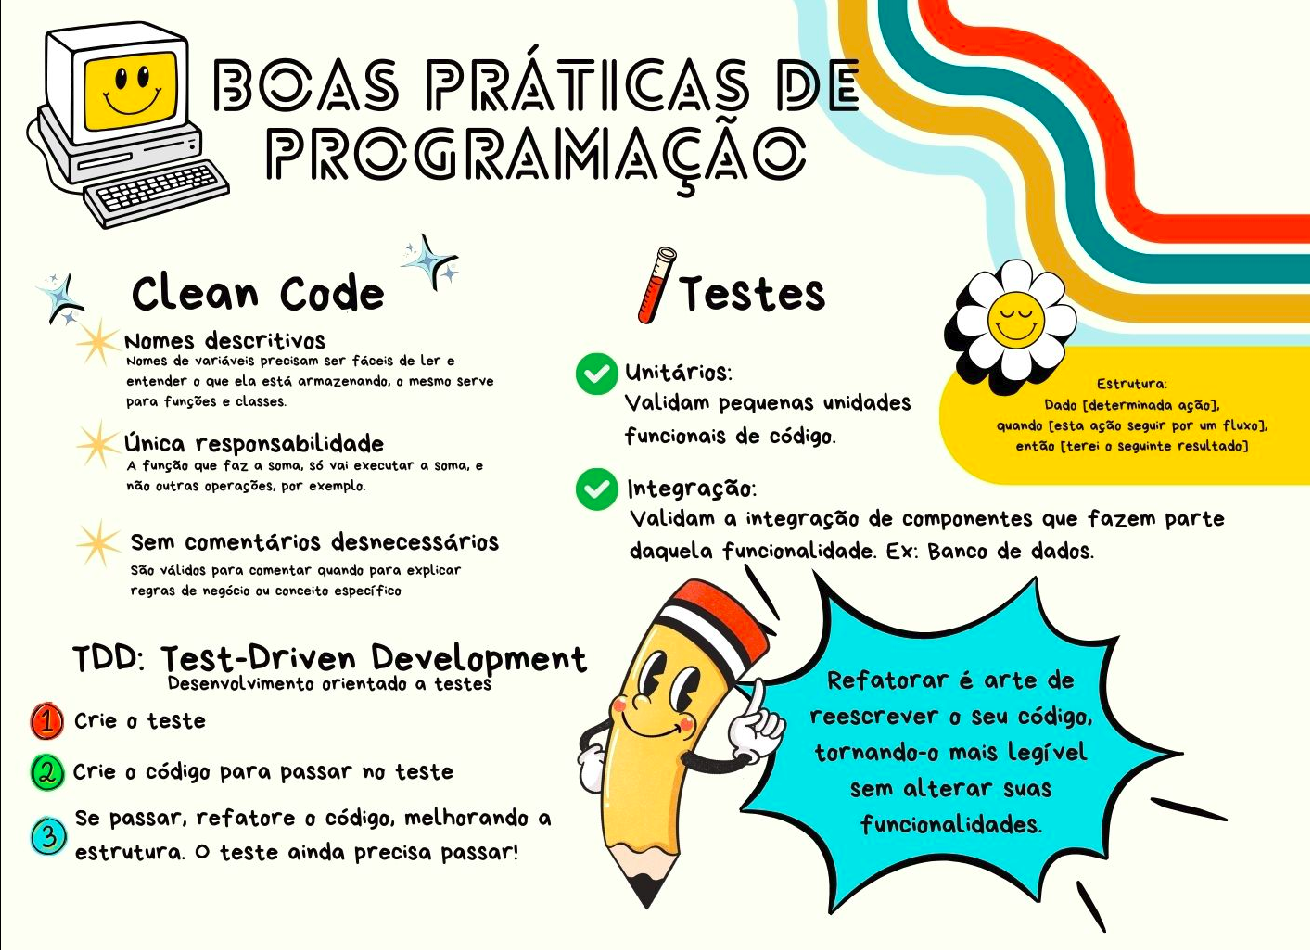 BOAS PRÁTICAS DE
PROGRAMAÇÃO
Clean Code
Nomes descritivos
Nomes de variáveis precisam ser fáceis de ler e
entender o que ela está armazenando, o mesmo serve
para funções e classes.
Única responsabilidade
A função que faz a soma, só vai executar a soma, e
não outras operações, por exemplo.
Sem comentários desnecessários
São válidos para comentar quando para explicar
regras de negócio ou conceito específico
Testes
Unitários:
Validam pequenas unidades
funcionais de código.
Integração:
Validam a integração de componentes que fazem parte
daquela funcionalidade. Ex: Banco de dados.
Estrutura:
Dado [determinada ação],
quando [esta ação seguir por um fluxo],
então [terei o seguinte resultado]
TDD: Test-Driven Development
Desenvolvimento orientado a testes
1 Crie o teste
2 Crie o código para passar no teste
3 Se passar, refatore o código, melhorando a
estrutura. O teste ainda precisa passar!
Refatorar é arte de
reescrever o seu código,
tornando-o mais legível
sem alterar suas
funcionalidades.